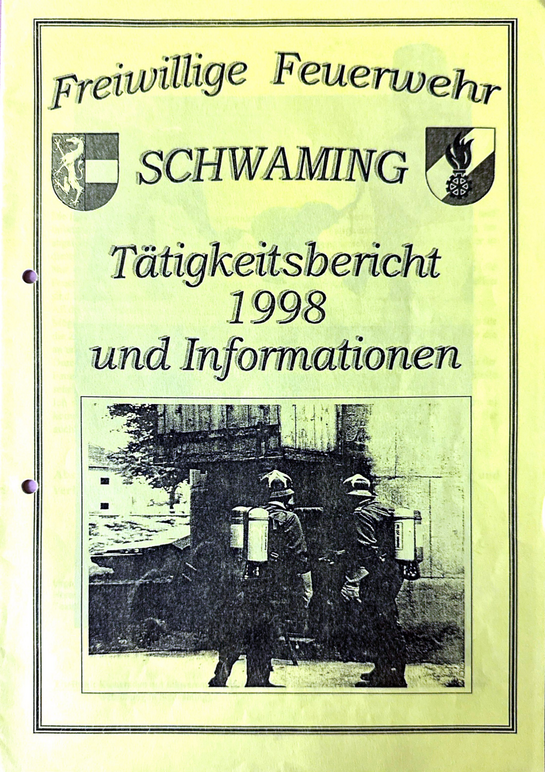 Freiwillige Feuerwehr
SCHWAMING
Tätigkeitsbericht
1998
und Informationen